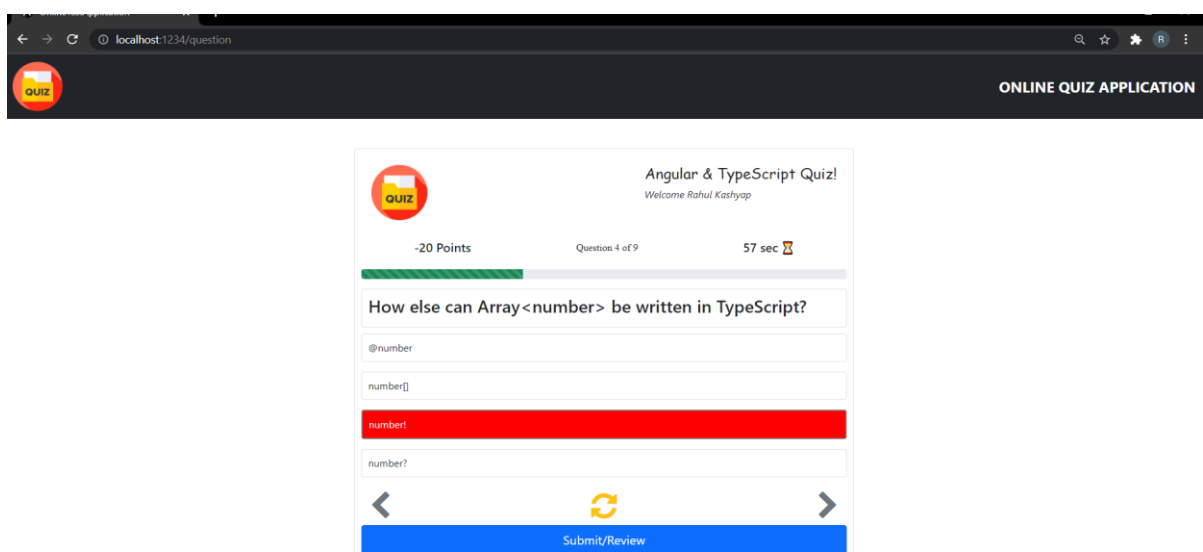 localhost:1234/question
R
QUIZ
ONLINE QUIZ APPLICATION
QUIZ
Angular & TypeScript Quiz!
Welcome Rahul Kashyap
-20 Points
Question 4 of 9
57 sec
How else can Array<number> be written in TypeScript?
@number
number[]
number!
number?
Submit/Review